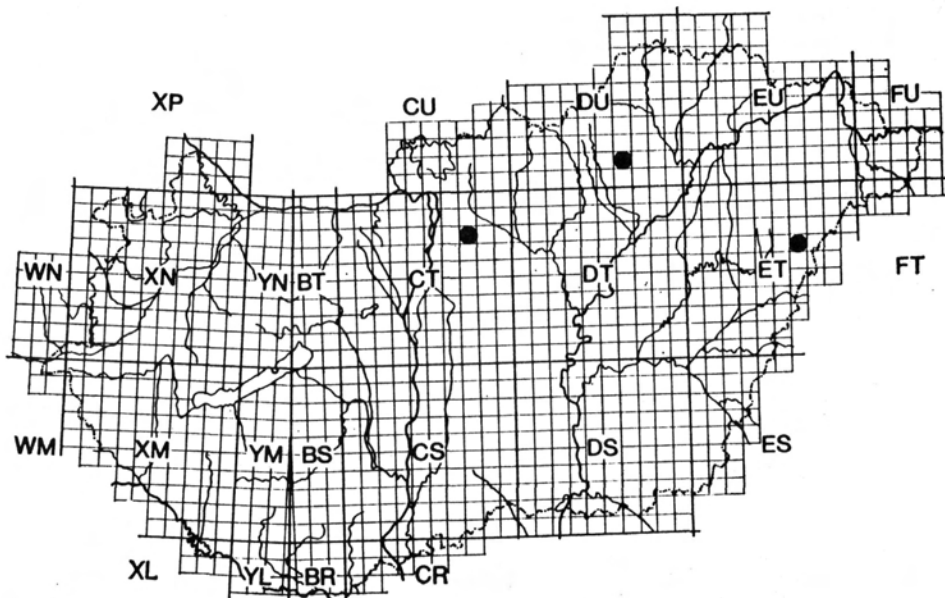 XP CU DU EU FU
WN XN YN BT CT DT ET FT
WM XM YM BS CS DS ES
XL YL BR CR